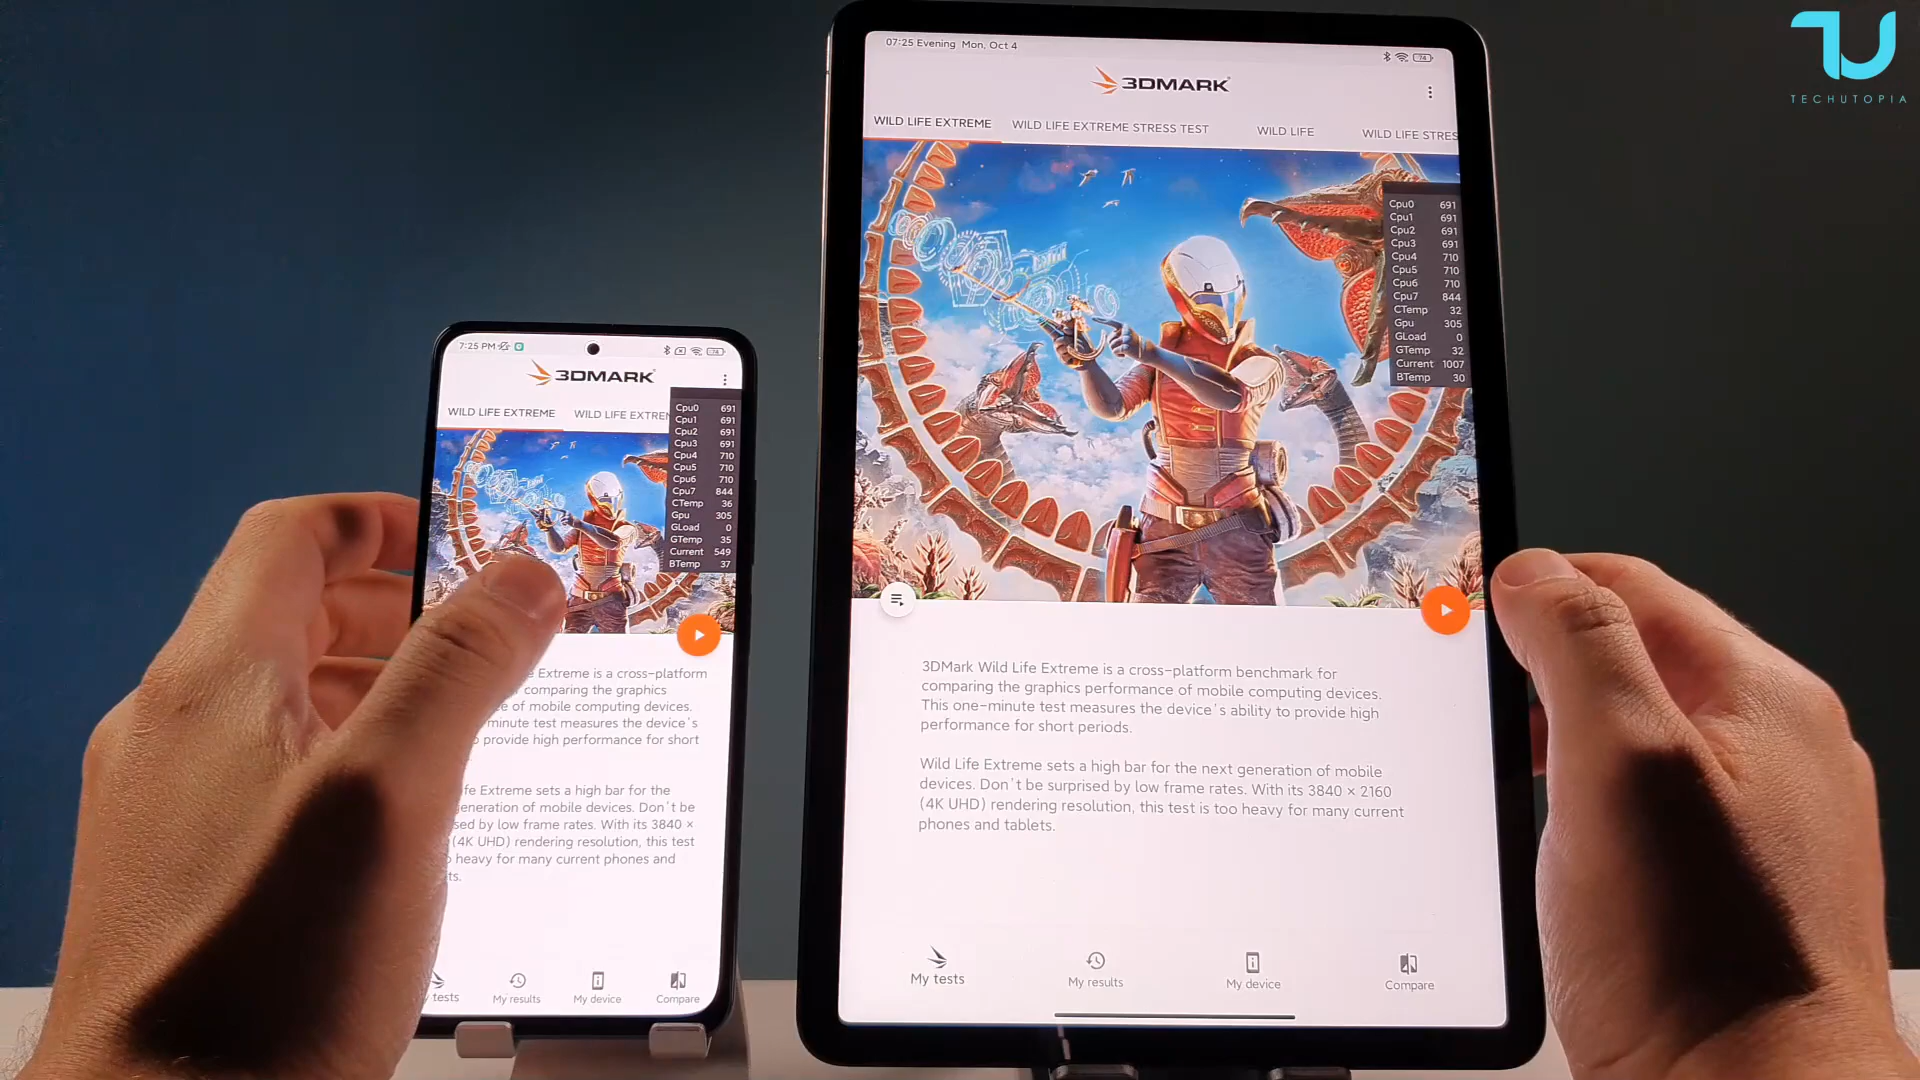 TECHUTOPIA
7:25 PM
3DMARK
WILD LIFE EXTREME WILD LIFE EXTREM
Cpu0 691
Cpu1 691
Cpu2 691
Cpu3 691
Cpu4 710
Cpu5 710
Cpu6 710
Cpu7 844
CTemp 36
Gpu 305
GLoad 0
GTemp 35
Current 549
BTemp 37
Extreme is a cross-platform
comparing the graphics
of mobile computing devices.
minute test measures the device's
provide high performance for short
Extreme sets a high bar for the
generation of mobile devices. Don't be
sed by low frame rates. With its 3840 ×
(4K UHD) rendering resolution, this test
heavy for many current phones and
ts.
tests My results My device Compare
07:25 Evening Mon, Oct 4
74
3DMARK
WILD LIFE EXTREME WILD LIFE EXTREME STRESS TEST WILD LIFE WILD LIFE STRES
Cpu0 691
Cpu1 691
Cpu2 691
Cpu3 691
Cpu4 710
Cpu5 710
Cpu6 710
Cpu7 844
CTemp 32
Gpu 305
GLoad 0
GTemp 32
Current 1007
BTemp 30
3DMark Wild Life Extreme is a cross-platform benchmark for
comparing the graphics performance of mobile computing devices.
This one-minute test measures the device's ability to provide high
performance for short periods.
Wild Life Extreme sets a high bar for the next generation of mobile
devices. Don't be surprised by low frame rates. With its 3840 × 2160
(4K UHD) rendering resolution, this test is too heavy for many current
phones and tablets.
My tests My results My device Compare